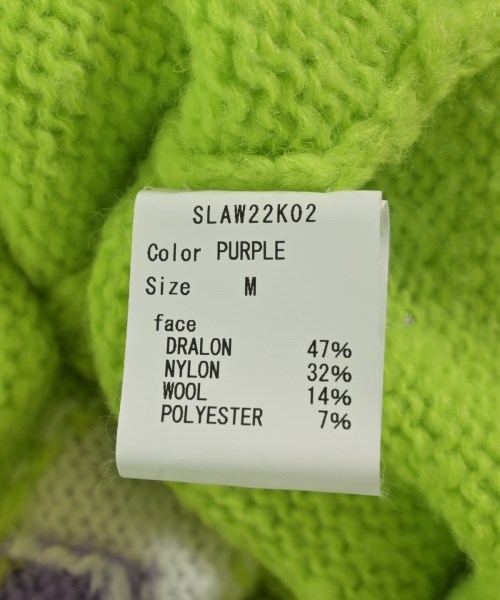 SLAW22K02
Color PURPLE
Size M
face
DRALON 47%
NYLON 32%
WOOL 14%
POLYESTER 7%